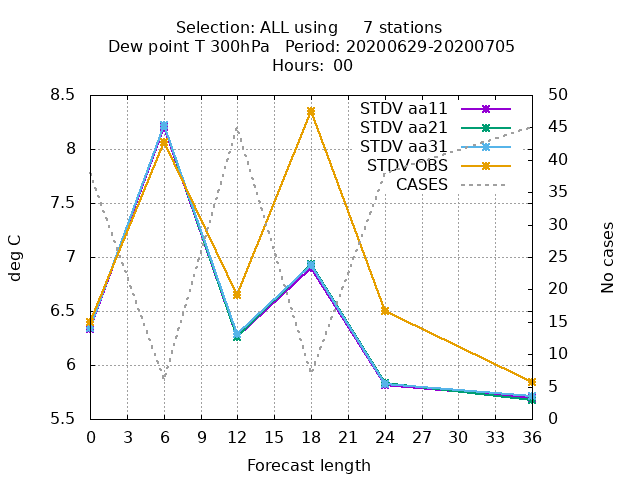 Selection: ALL using     7 stations
Dew point T 300hPa   Period: 20200629-20200705
Hours: 00
STDV aa11
STDV aa21
STDV aa31
STDV OBS
CASES
deg C
8.5
8
7.5
7
6.5
6
5.5
50
45
40
35
30
25
20
15
10
5
0
No cases
0 3 6 9 12 15 18 21 24 27 30 33 36
Forecast length